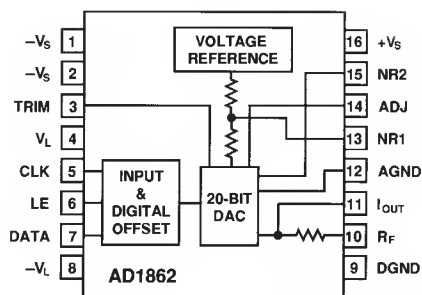 –VS 1
–VS 2
TRIM 3
VL 4
CLK 5
LE 6
DATA 7
–VL 8
VOLTAGE
REFERENCE
INPUT
&
DIGITAL
OFFSET
20-BIT
DAC
AD1862
16 +VS
15 NR2
14 ADJ
13 NR1
12 AGND
11 IOUT
10 RF
9 DGND